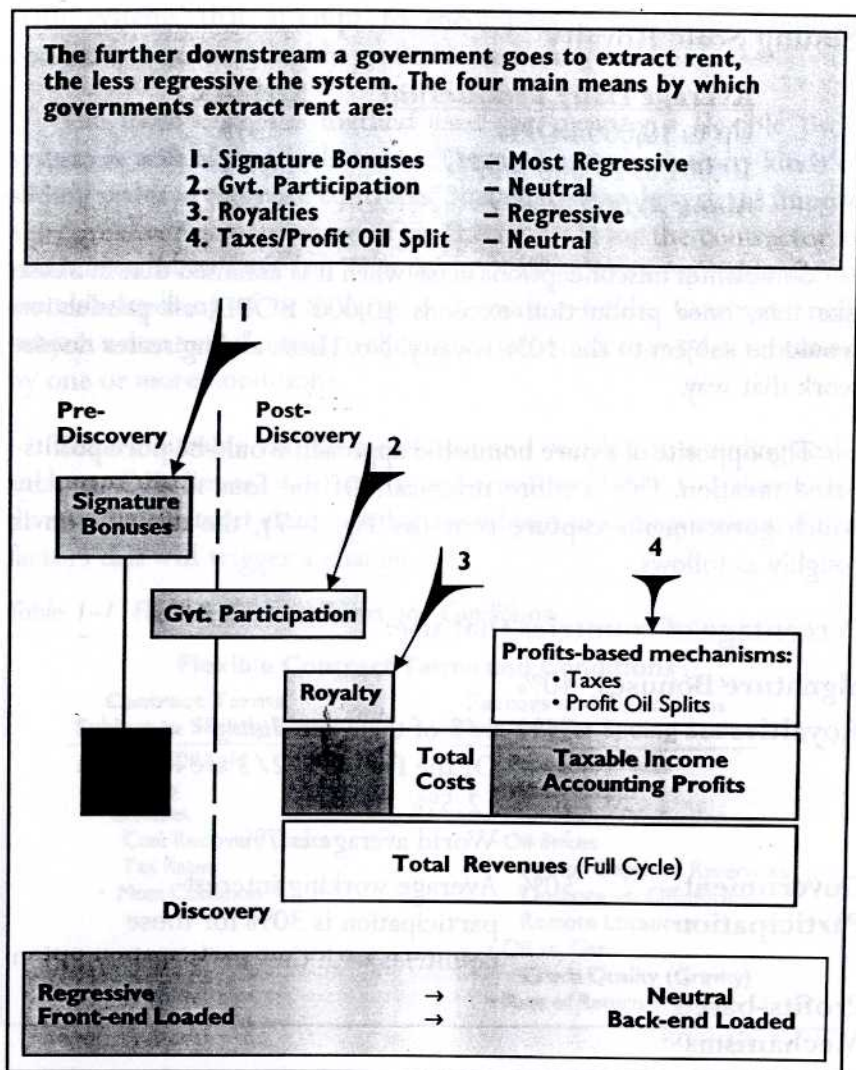 The further downstream a government goes to extract rent,
the less regressive the system. The four main means by which
governments extract rent are:
1. Signature Bonuses – Most Regressive
2. Gvt. Participation – Neutral
3. Royalties – Regressive
4. Taxes/Profit Oil Split – Neutral
1
Pre-
Discovery
Post-
Discovery
2
Signature
Bonuses
3
4
Gvt. Participation
Profits-based mechanisms:
• Taxes
• Profit Oil Splits
Royalty
Total
Costs
Taxable Income
Accounting Profits
Total Revenues (Full Cycle)
Discovery
Regressive → Neutral
Front-end Loaded → Back-end Loaded